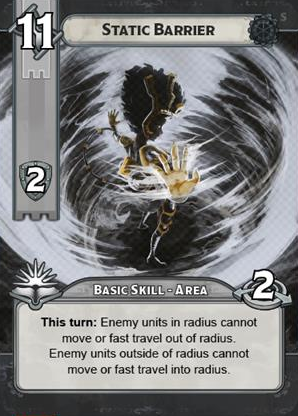 11
STATIC BARRIER
S
2
BASIC SKILL - AREA
2
This turn: Enemy units in radius cannot
move or fast travel out of radius.
Enemy units outside of radius cannot
move or fast travel into radius.